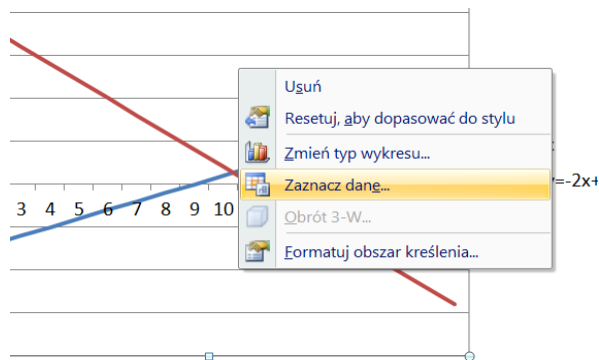 Usuń
Resetuj, aby dopasować do stylu
Zmień typ wykresu...
Zaznacz dane...
=-2x+
3 4 5 6 7 8 9 10
Obrót 3-W...
Formatuj obszar kreślenia...